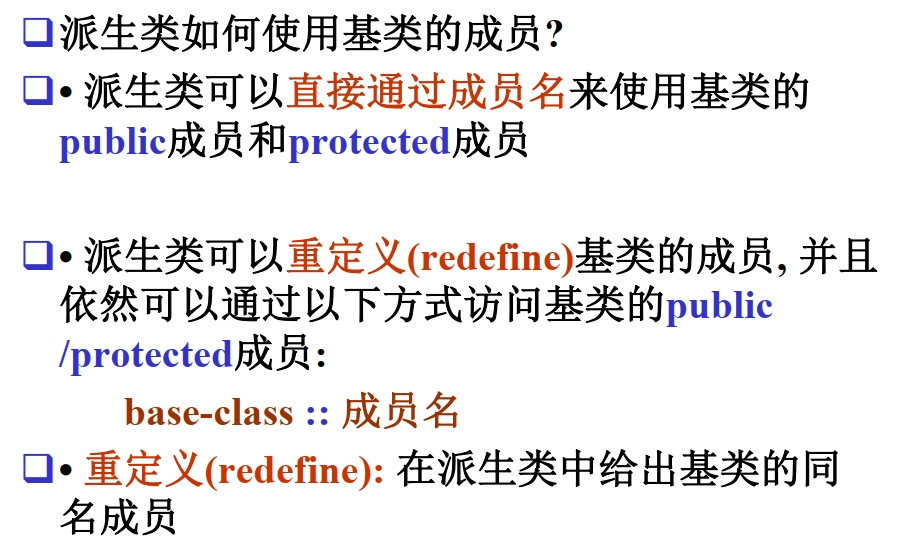 ❑派生类如何使用基类的成员?
❑• 派生类可以直接通过成员名来使用基类的
public成员和protected成员
❑• 派生类可以重定义(redefine)基类的成员, 并且
依然可以通过以下方式访问基类的public
/protected成员:
base-class :: 成员名
❑• 重定义(redefine): 在派生类中给出基类的同
名成员